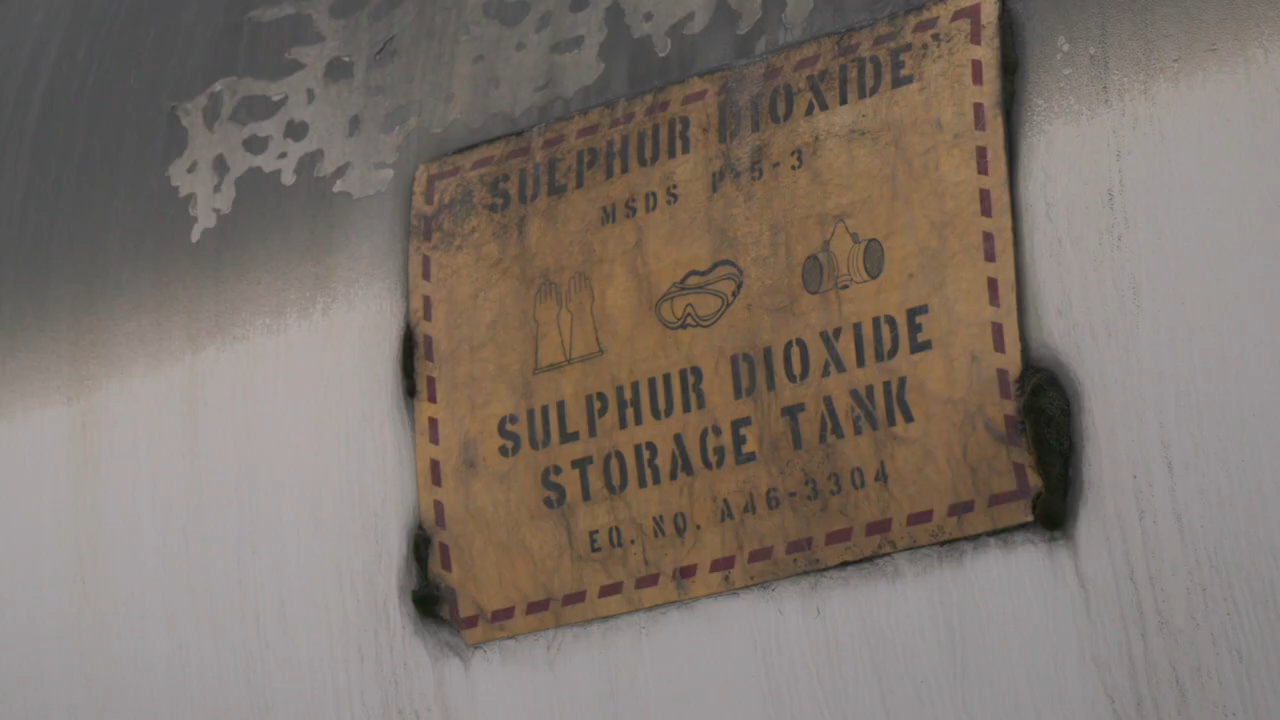 SULPHUR DIOXIDE
MSDS P-5-3
SULPHUR DIOXIDE
STORAGE TANK
EQ. NO. A46-3304